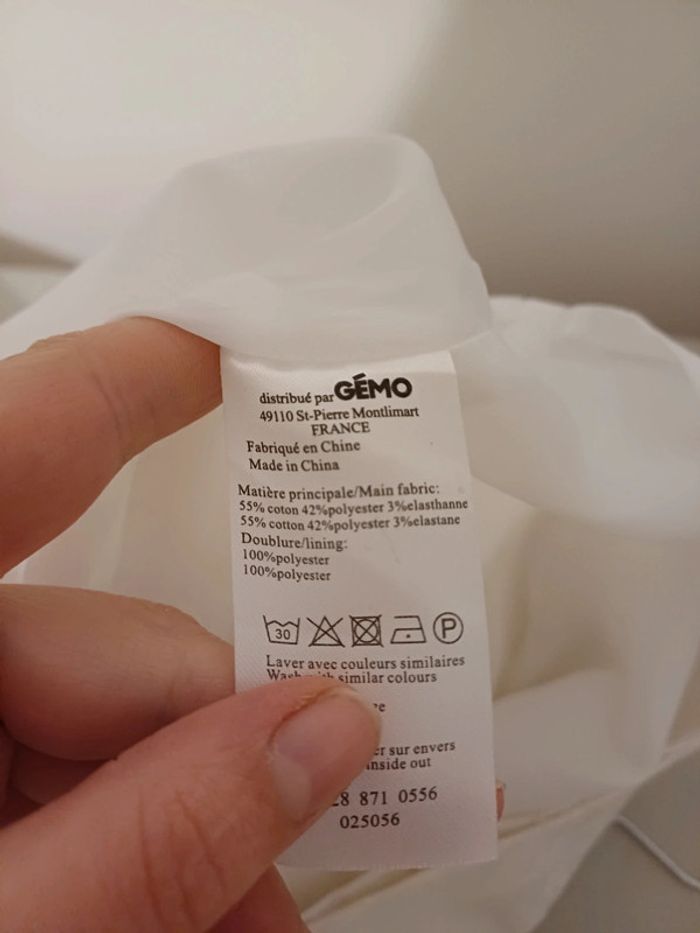 distribué par GÉMO
49110 St-Pierre Montlimart
FRANCE
Fabriqué en Chine
Made in China
Matière principale/Main fabric:
55% coton 42%polyester 3%elasthanne
55% cotton 42%polyester 3%elastane
Doublure/lining:
100%polyester
100%polyester
30
P
Laver avec couleurs similaires
similar colours
sur envers
inside out
871 0556
025056